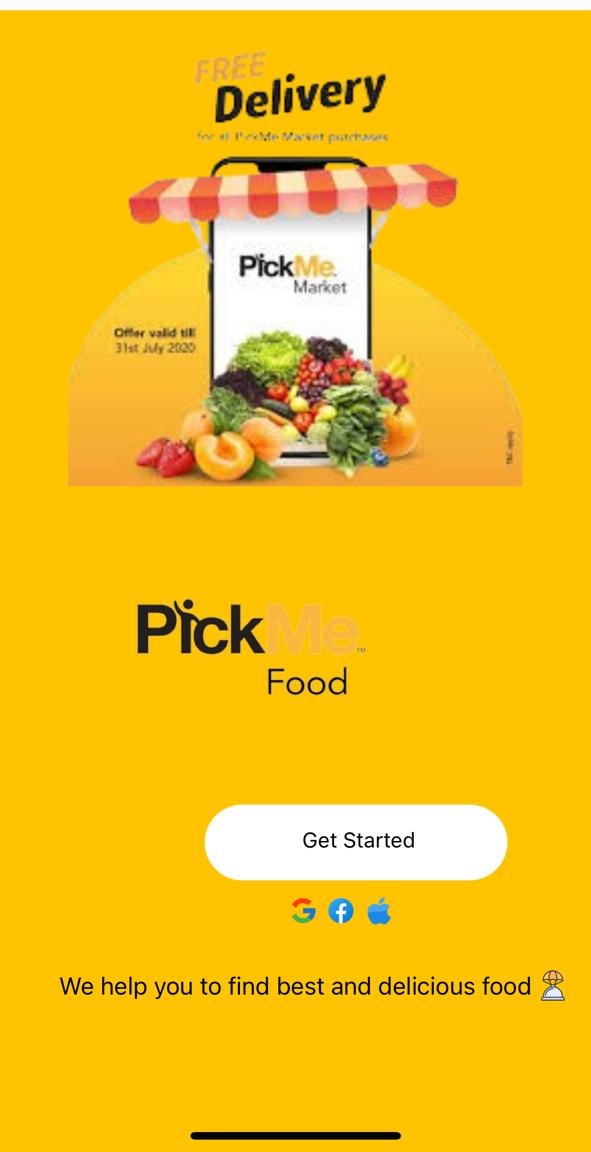 FREE
Delivery
for all PickMe Market purchases
PickMe.
Market
Offer valid till
31st July 2020
T&C apply
PickMe™
Food
Get Started
We help you to find best and delicious food